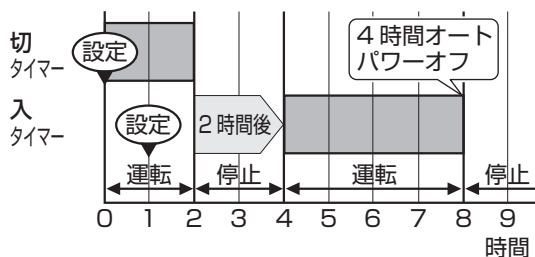 切
タイマー
設定
4 時間オート
パワーオフ
入
タイマー
設定
2 時間後
運転
停止
運転
停止
0 1 2 3 4 5 6 7 8 9
時間